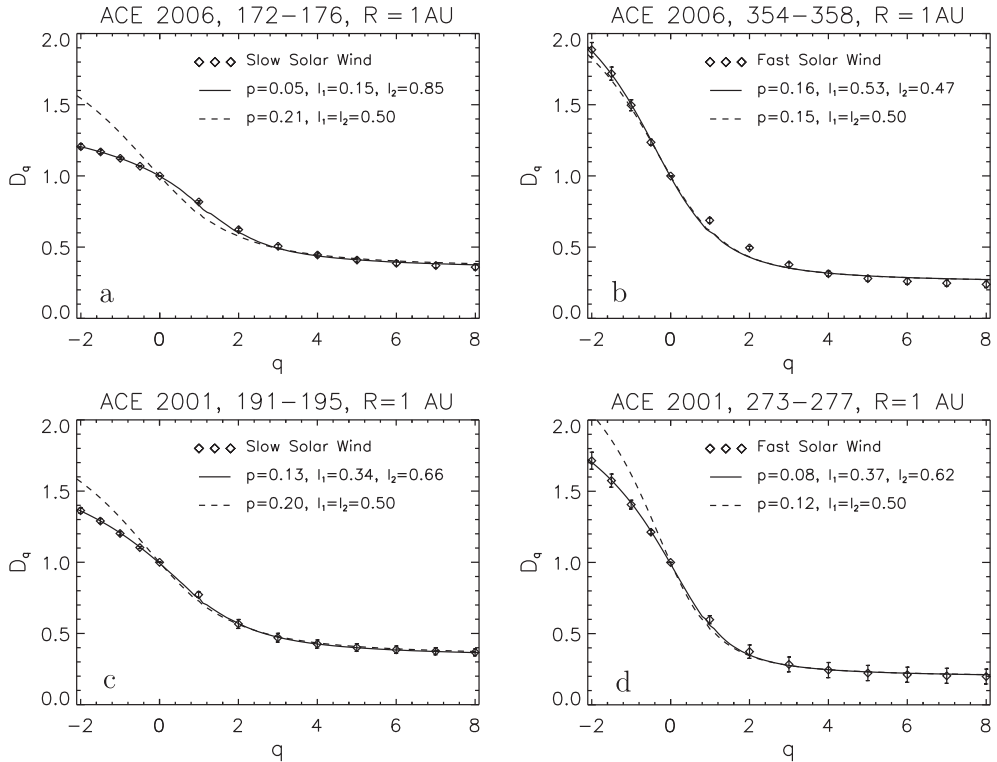 ACE 2006, 172−176, R = 1AU
◇ ◇ ◇ Slow Solar Wind
p=0.05, l₁=0.15, l₂=0.85
p=0.21, l₁=l₂=0.50
2.0
1.5
1.0
0.5
0.0
D_q
a
−2 0 2 4 6 8
q
ACE 2006, 354−358, R = 1AU
◇ ◇ ◇ Fast Solar Wind
p=0.16, l₁=0.53, l₂=0.47
p=0.15, l₁=l₂=0.50
2.0
1.5
1.0
0.5
0.0
D_q
b
−2 0 2 4 6 8
q
ACE 2001, 191−195, R=1 AU
◇ ◇ ◇ Slow Solar Wind
p=0.13, l₁=0.34, l₂=0.66
p=0.20, l₁=l₂=0.50
2.0
1.5
1.0
0.5
0.0
D_q
c
−2 0 2 4 6 8
q
ACE 2001, 273−277, R=1 AU
◇ ◇ ◇ Fast Solar Wind
p=0.08, l₁=0.37, l₂=0.62
p=0.12, l₁=l₂=0.50
2.0
1.5
1.0
0.5
0.0
D_q
d
−2 0 2 4 6 8
q